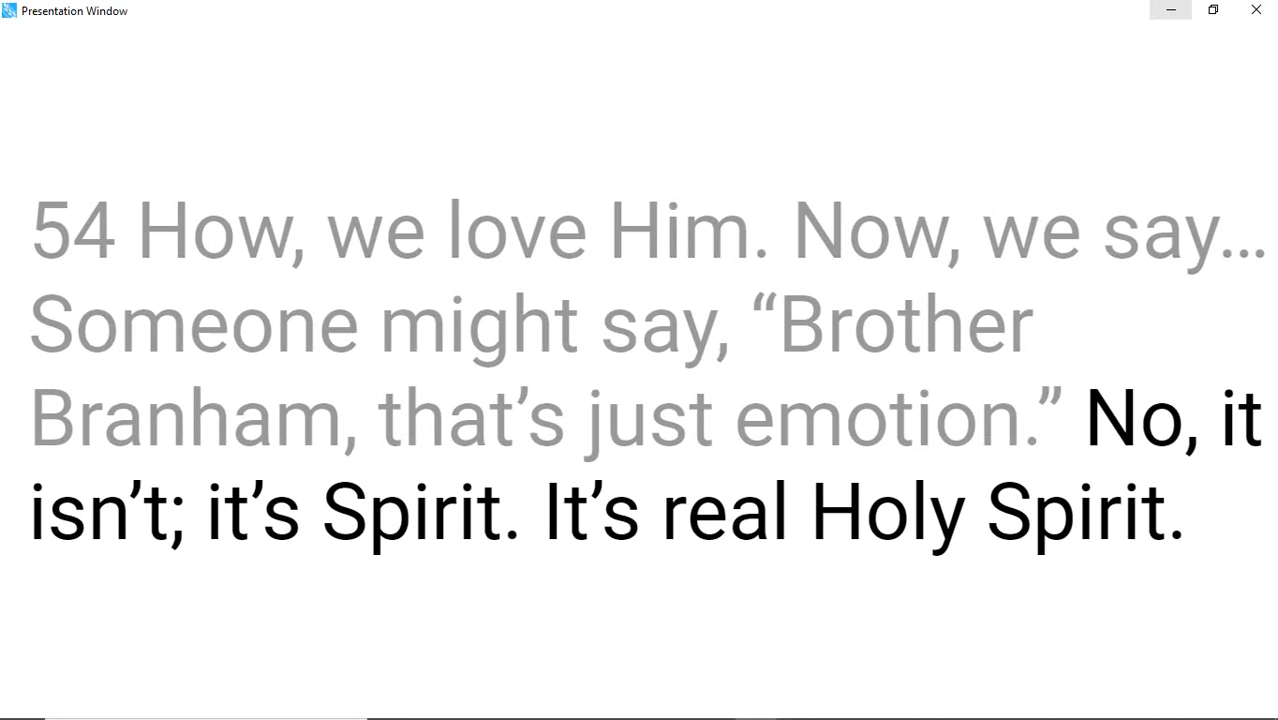 Presentation Window
54 How, we love Him. Now, we say…
Someone might say, “Brother
Branham, that’s just emotion.” No, it
isn’t; it’s Spirit. It’s real Holy Spirit.